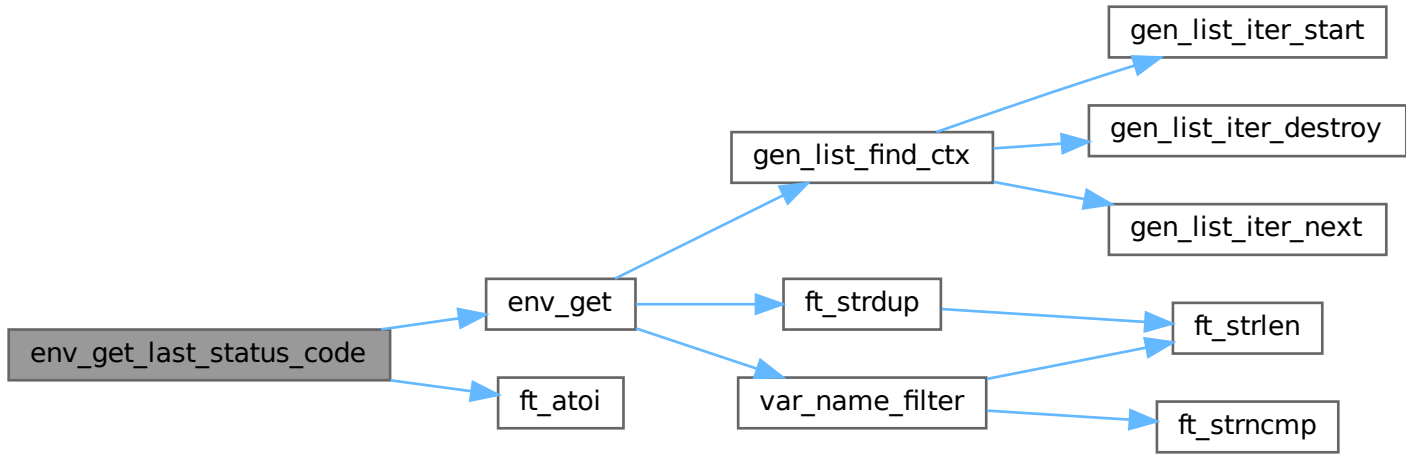 gen_list_iter_start
gen_list_iter_destroy
gen_list_find_ctx
gen_list_iter_next
env_get
ft_strdup
ft_strlen
env_get_last_status_code
ft_atoi
var_name_filter
ft_strncmp